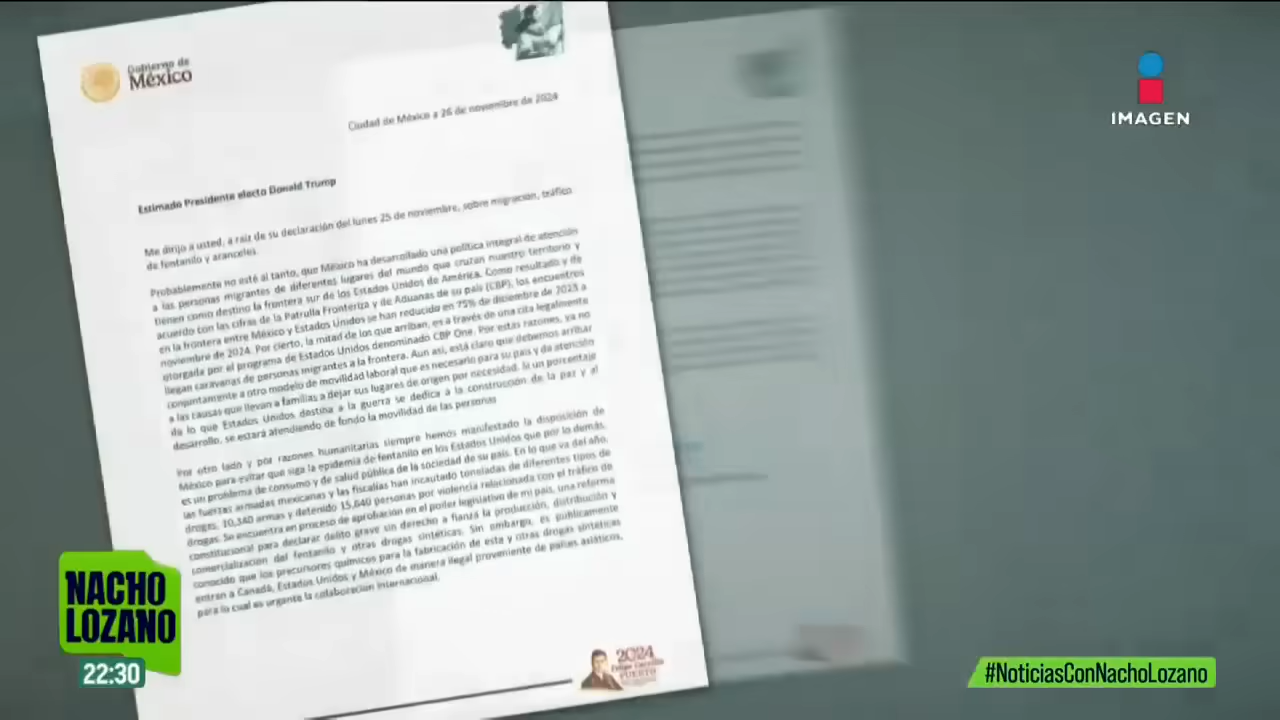 Gobierno de
México
Ciudad de México a 26 de noviembre de 2024
Estimado Presidente electo Donald Trump
Me dirijo a usted, a raíz de su declaración del lunes 25 de noviembre, sobre migración, tráfico
de fentanilo y aranceles.
Probablemente no esté al tanto, que México ha desarrollado una política integral de atención
a las personas migrantes de diferentes lugares del mundo que cruzan nuestro territorio y
tienen como destino la frontera sur de los Estados Unidos de América. Como resultado y de
acuerdo con las cifras de la Patrulla Fronteriza y de Aduanas de su país (CBP), los encuentros
en la frontera entre México y Estados Unidos se han reducido en 75% de diciembre de 2023 a
noviembre de 2024. Por cierto, la mitad de los que arriban, es a través de una cita legalmente
otorgada por el programa de Estados Unidos denominado CBP One. Por estas razones, ya no
llegan caravanas de personas migrantes a la frontera. Aun así, está claro que debemos arribar
conjuntamente a otro modelo de movilidad laboral que es necesario para su país y da atención
a las causas que llevan a familias a dejar sus lugares de origen por necesidad. Si un porcentaje
de lo que Estados Unidos destina a la guerra se dedica a la construcción de la paz y al
desarrollo, se estará atendiendo de fondo la movilidad de las personas
Por otro lado y por razones humanitarias siempre hemos manifestado la disposición de
México para evitar que siga la epidemia de fentanilo en los Estados Unidos que por lo demás,
es un problema de consumo y de salud pública de la sociedad de su país. En lo que va del año,
las fuerzas armadas mexicanas y las fiscalías han incautado toneladas de diferentes tipos de
drogas, 10,340 armas y detenido 15,640 personas por violencia relacionada con el tráfico de
drogas. Se encuentra en proceso de aprobación en el poder legislativo de mi país, una reforma
constitucional para declarar delito grave sin derecho a fianza la producción, distribución y
comercialización del fentanilo y otras drogas sintéticas. Sin embargo, es públicamente
conocido que los precursores químicos para la fabricación de esta y otras drogas sintéticas
entran a Canadá, Estados Unidos y México de manera ilegal proveniente de países asiáticos,
para lo cual es urgente la colaboración internacional.
2024
Felipe Carrillo
PUERTO
IMAGEN
NACHO
LOZANO
22:30
#NoticiasConNachoLozano